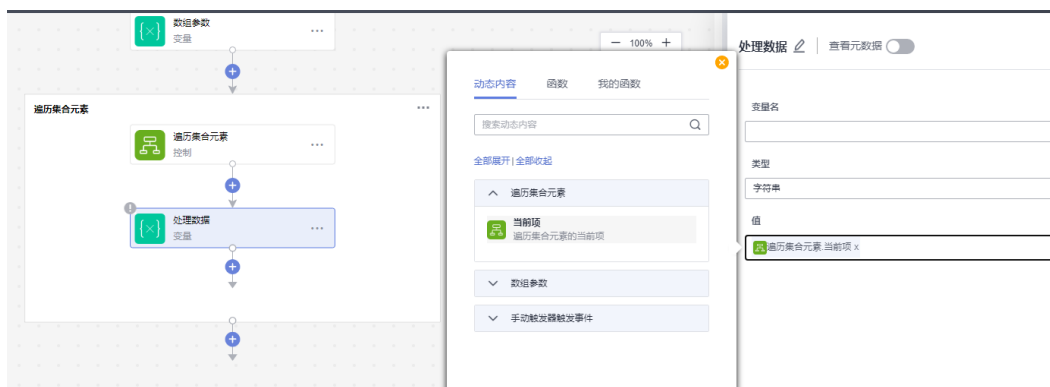 数组参数
变量
100%
遍历集合元素
遍历集合元素
控制
处理数据
变量
动态内容 函数 我的函数
搜索动态内容
全部展开|全部收起
遍历集合元素
当前项
遍历集合元素的当前项
数组参数
手动触发器触发事件
处理数据 查看元数据
变量名
类型
字符串
值
遍历集合元素.当前项 x